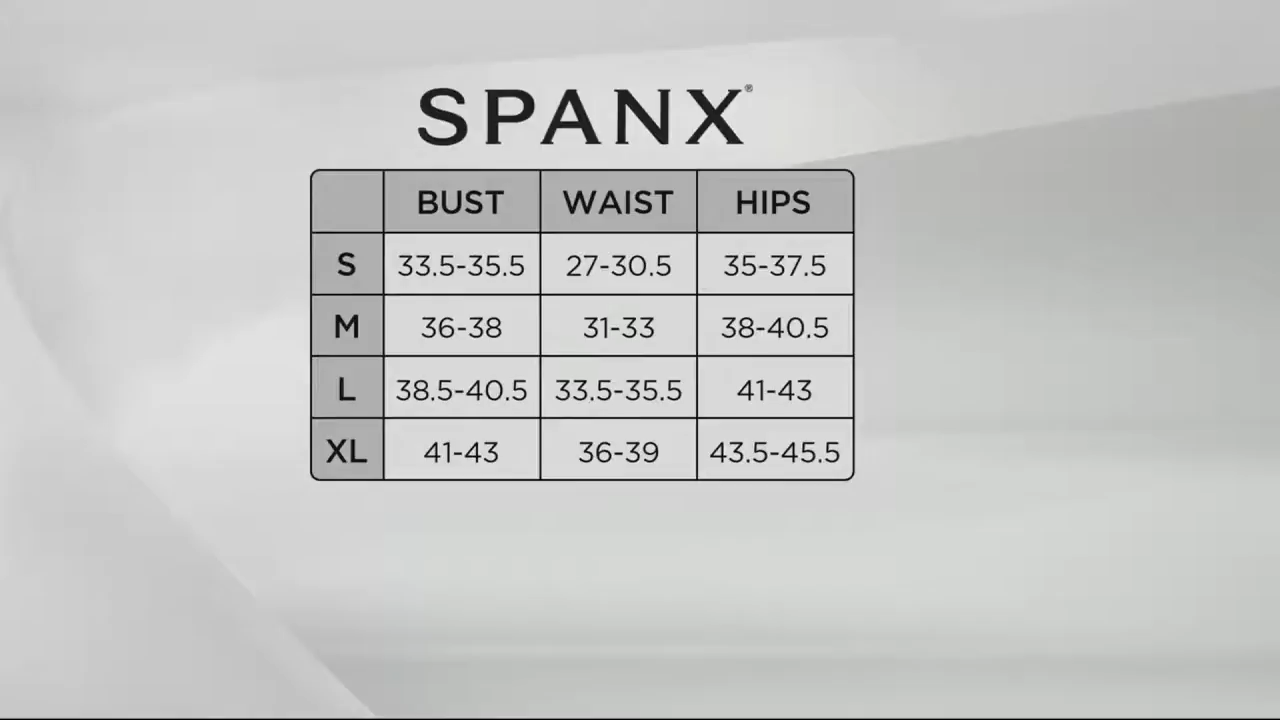 SPANX®
BUST WAIST HIPS
S 33.5-35.5 27-30.5 35-37.5
M 36-38 31-33 38-40.5
L 38.5-40.5 33.5-35.5 41-43
XL 41-43 36-39 43.5-45.5